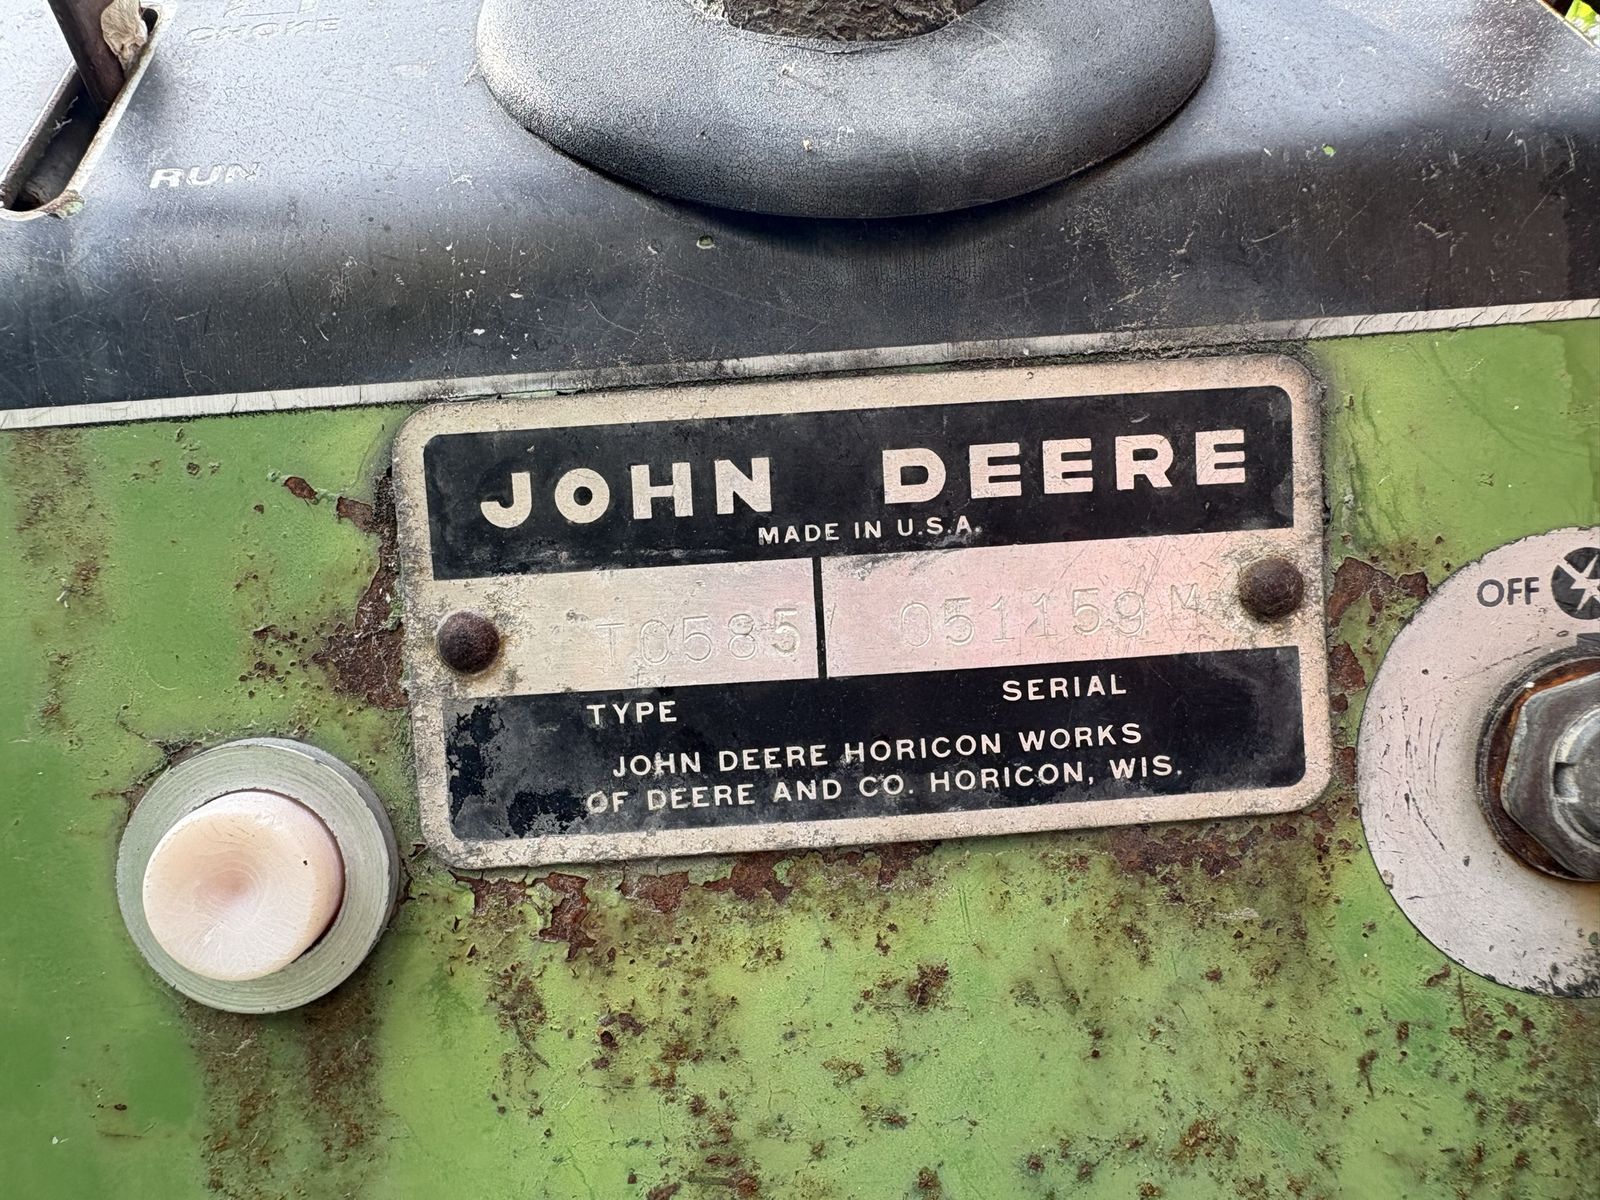 CHOKE
RUN
JOHN DEERE
MADE IN U.S.A.
T0585 051159M
TYPE SERIAL
JOHN DEERE HORICON WORKS
OF DEERE AND CO. HORICON, WIS.
OFF